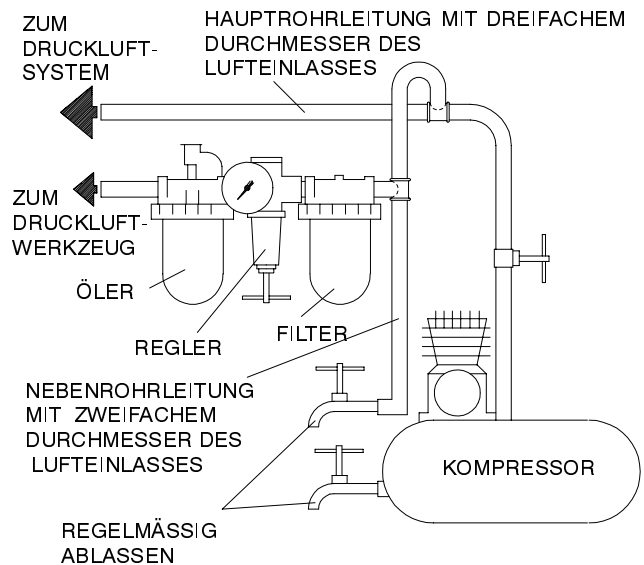 ZUM
DRUCKLUFT-
SYSTEM
HAUPTROHRLEITUNG MIT DREIFACHEM
DURCHMESSER DES
LUFTEINLASSES
ZUM
DRUCKLUFT-
WERKZEUG
ÖLER
REGLER
FILTER
NEBENROHRLEITUNG
MIT ZWEIFACHEM
DURCHMESSER DES
LUFTEINLASSES
KOMPRESSOR
REGELMÄSSIG
ABLASSEN